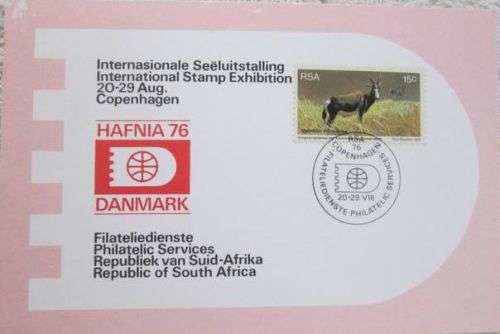 Internasionale Seëluitstalling
International Stamp Exhibition
20-29 Aug.
Copenhagen
HAFNIA 76
DANMARK
Filateliedienste
Philatelic Services
Republiek van Suid-Afrika
Republic of South Africa
RSA 15c
RSA
76
COPENHAGEN
FILATELIEDIENSTE PHILATELIC SERVICES
20-29 VIII